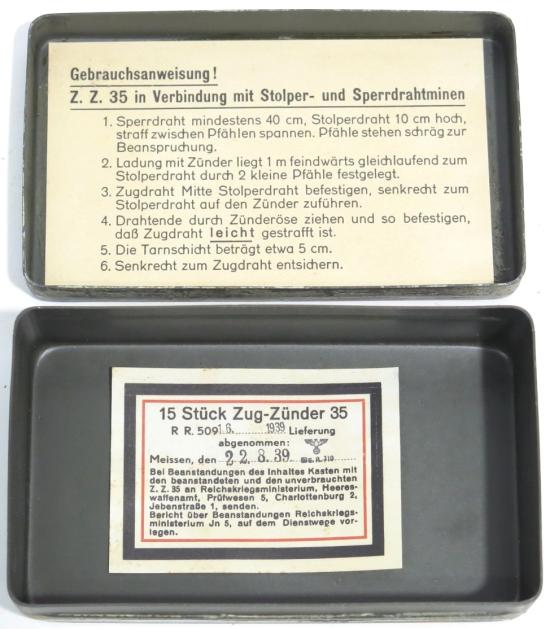 Gebrauchsanweisung!
Z. Z. 35 in Verbindung mit Stolper- und Sperrdrahtminen
1. Sperrdraht mindestens 40 cm, Stolperdraht 10 cm hoch,
straff zwischen Pfählen spannen. Pfähle stehen schräg zur
Beanspruchung.
2. Ladung mit Zünder liegt 1 m feindwärts gleichlaufend zum
Stolperdraht durch 2 kleine Pfähle festgelegt.
3. Zugdraht Mitte Stolperdraht befestigen, senkrecht zum
Stolperdraht auf den Zünder zuführen.
4. Drahtende durch Zünderöse ziehen und so befestigen,
daß Zugdraht leicht gestrafft ist.
5. Die Tarnschicht beträgt etwa 5 cm.
6. Senkrecht zum Zugdraht entsichern.
15 Stück Zug-Zünder 35
R R. 509 16. 1939 Lieferung
abgenommen:
Meissen, den 22. 8. 39.
Bei Beanstandungen des Inhaltes Kasten mit
den beanstandeten und den unverbrauchten
Z. Z. 35 an Reichskriegsministerium, Heeres-
waffenamt, Prüfwesen 5, Charlottenburg 2,
Jebenstraße 1, senden.
Bericht über Beanstandungen Reichskriegs-
ministerium Jn 5, auf dem Dienstwege vor-
legen.